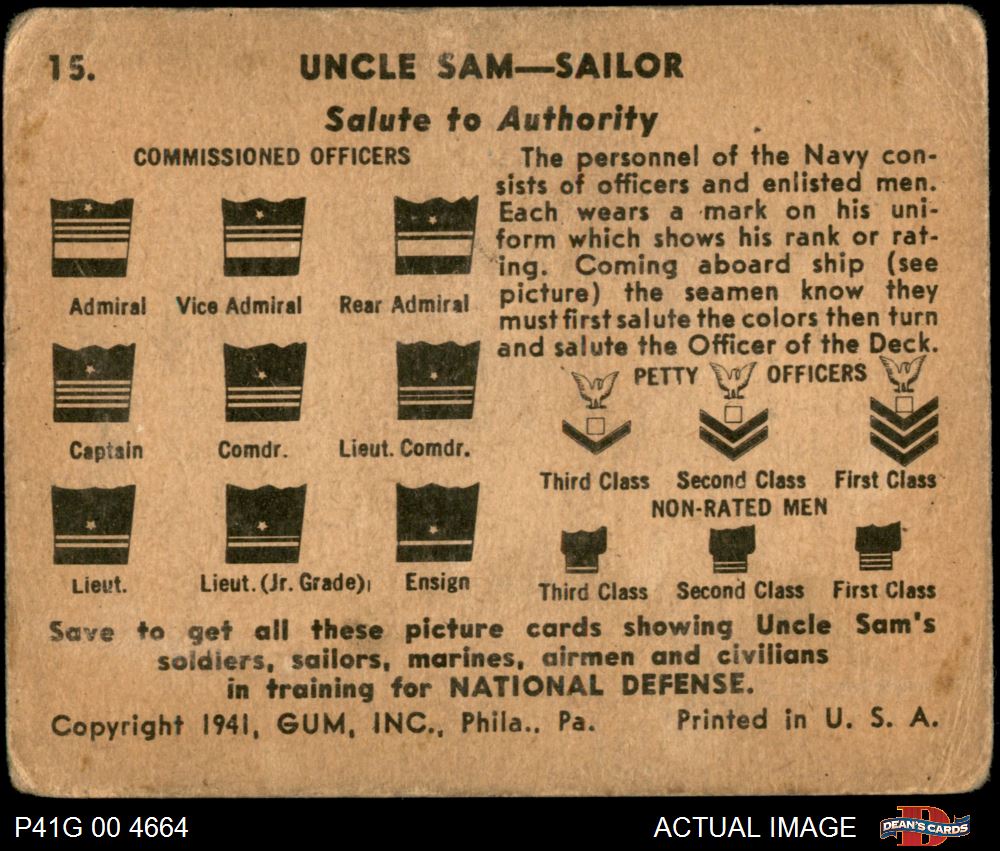 15. UNCLE SAM—SAILOR
Salute to Authority
COMMISSIONED OFFICERS
Admiral Vice Admiral Rear Admiral
Captain Comdr. Lieut. Comdr.
Lieut. Lieut. (Jr. Grade) Ensign
The personnel of the Navy con-
sists of officers and enlisted men.
Each wears a mark on his uni-
form which shows his rank or rat-
ing. Coming aboard ship (see
picture) the seamen know they
must first salute the colors then turn
and salute the Officer of the Deck.
PETTY OFFICERS
Third Class Second Class First Class
NON-RATED MEN
Third Class Second Class First Class
Save to get all these picture cards showing Uncle Sam's
soldiers, sailors, marines, airmen and civilians
in training for NATIONAL DEFENSE.
Copyright 1941, GUM, INC., Phila., Pa. Printed in U. S. A.
P41G 00 4664 ACTUAL IMAGE DEAN'S CARDS